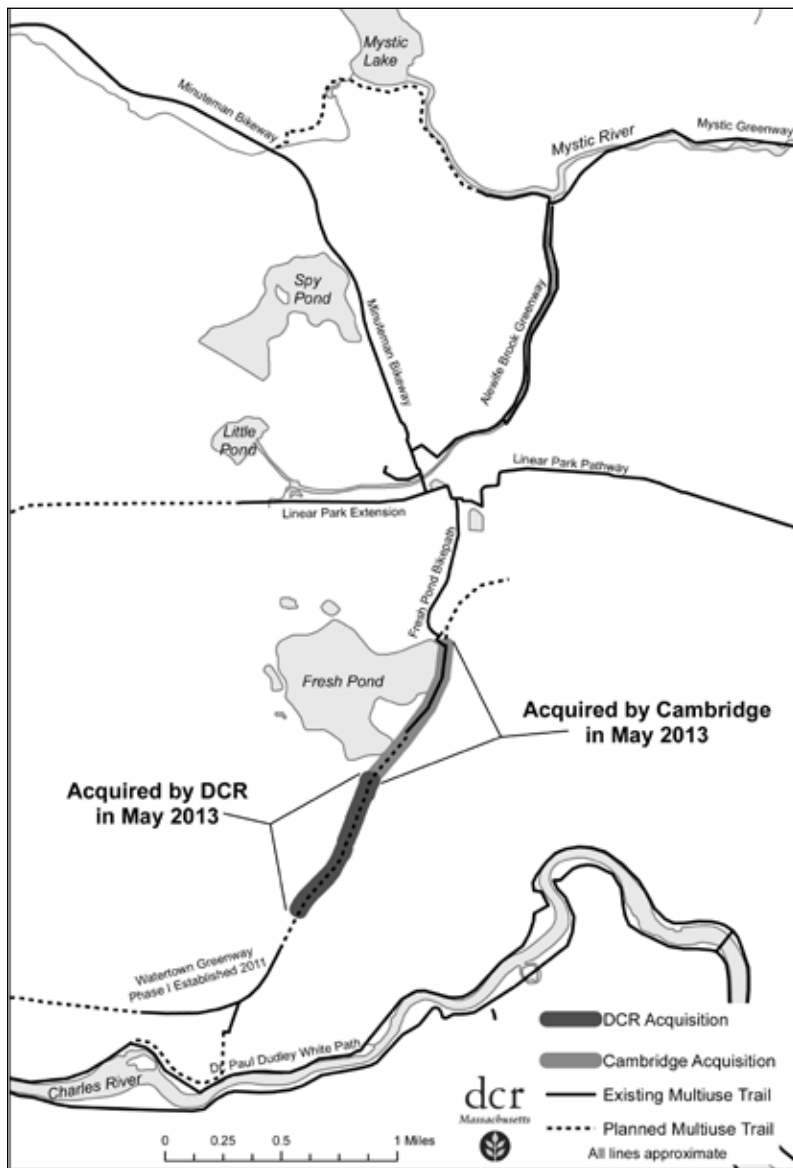 Mystic
Lake
Minuteman Bikeway
Mystic River
Mystic Greenway
Spy
Pond
Minuteman Bikeway
Alewife Brook Greenway
Little
Pond
Linear Park Pathway
Linear Park Extension
Fresh Pond Bikepath
Fresh Pond
Acquired by Cambridge
in May 2013
Acquired by DCR
in May 2013
Watertown Greenway
Phase I Established 2011
Dr. Paul Dudley White Path
Charles River
DCR Acquisition
Cambridge Acquisition
Existing Multiuse Trail
Planned Multiuse Trail
All lines approximate
dcr
Massachusetts
0 0.25 0.5 1 Miles